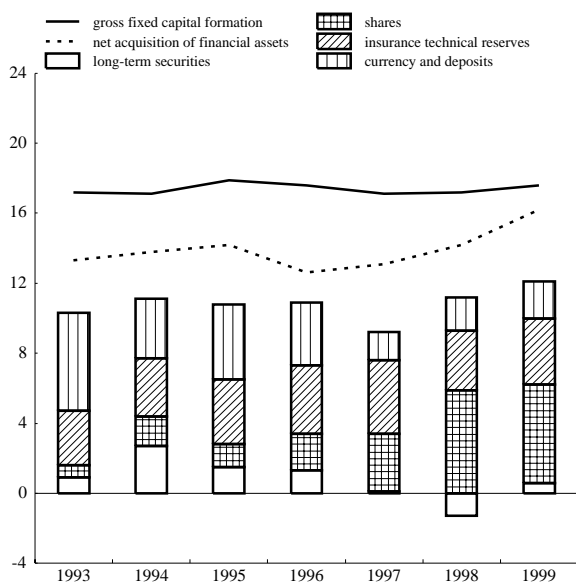 gross fixed capital formation
net acquisition of financial assets
long-term securities
shares
insurance technical reserves
currency and deposits
24
20
16
12
8
4
0
-4
1993 1994 1995 1996 1997 1998 1999